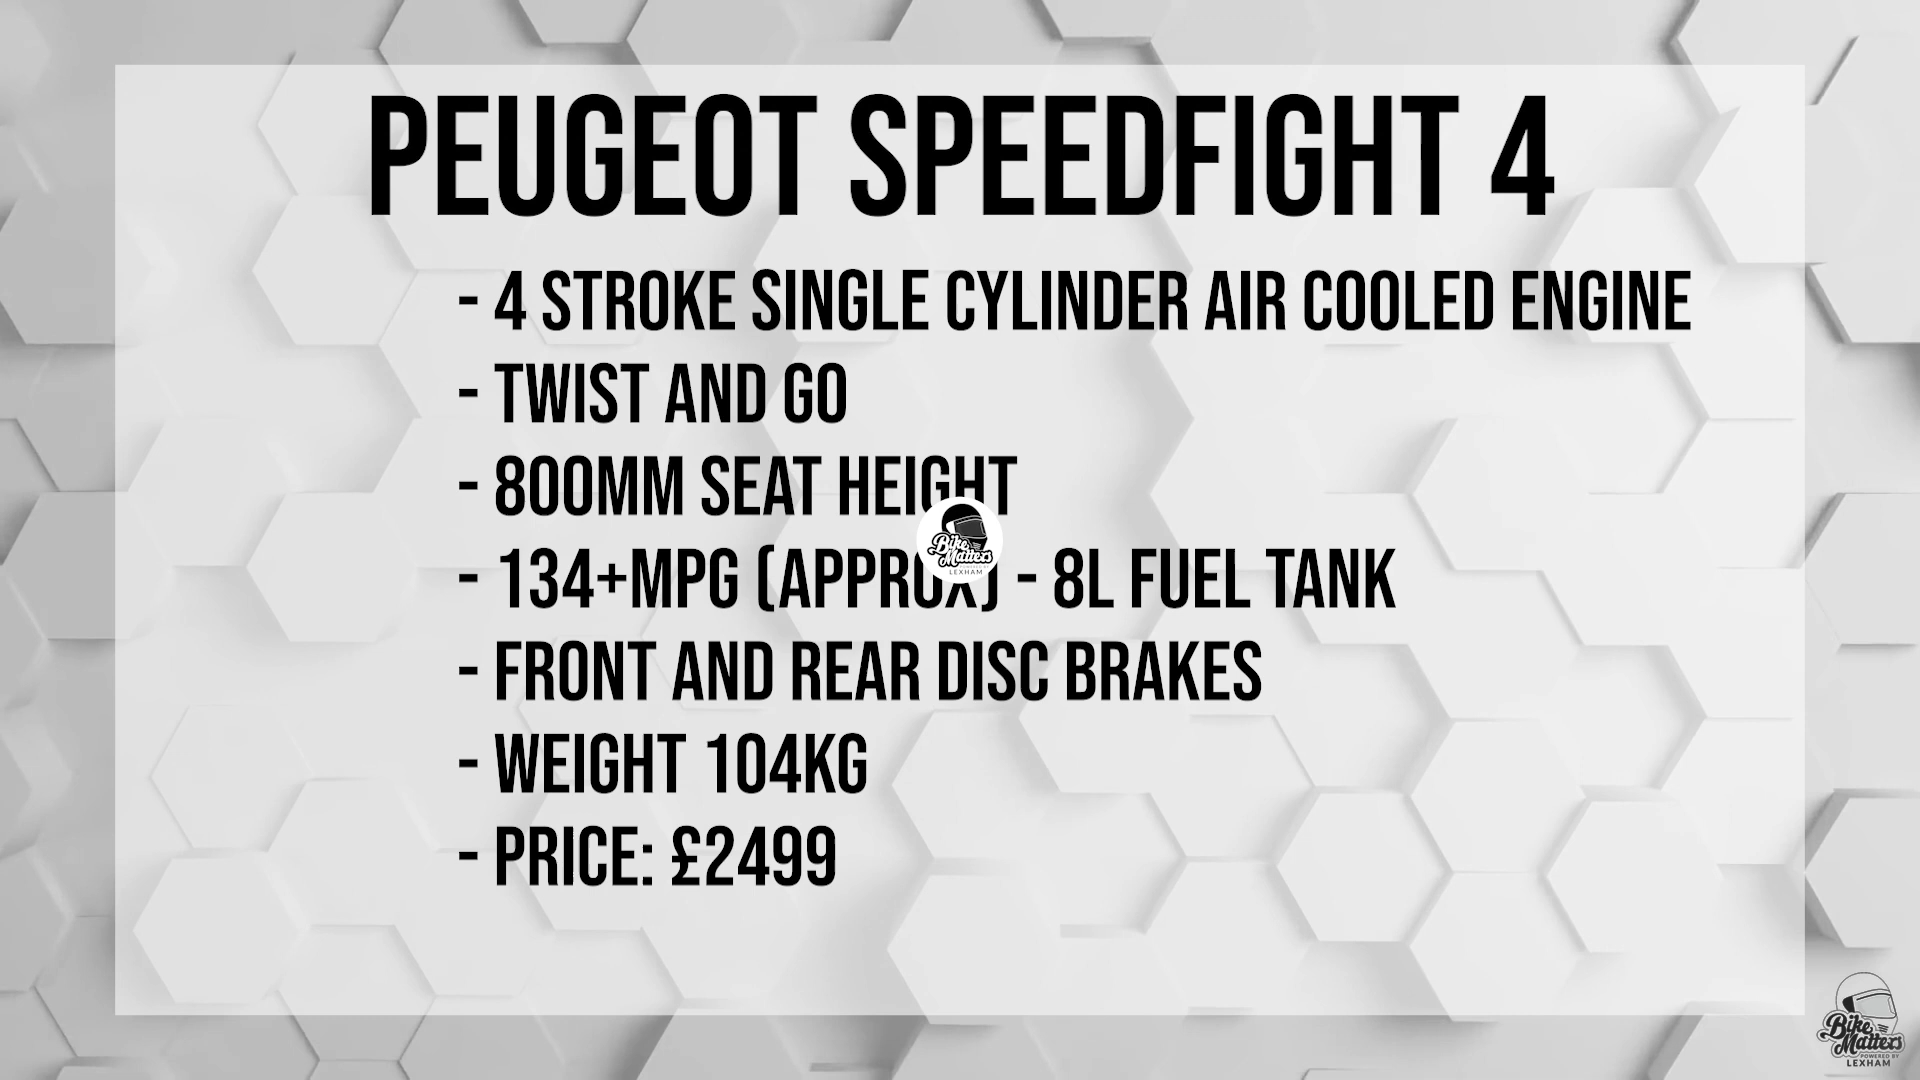 PEUGEOT SPEEDFIGHT 4
- 4 STROKE SINGLE CYLINDER AIR COOLED ENGINE
- TWIST AND GO
- 800MM SEAT HEIGHT
- 134+MPG (APPROX) - 8L FUEL TANK
- FRONT AND REAR DISC BRAKES
- WEIGHT 104KG
- PRICE: £2499
Bike
Matters
POWERED BY
LEXHAM
Bike
Matters
POWERED BY
LEXHAM